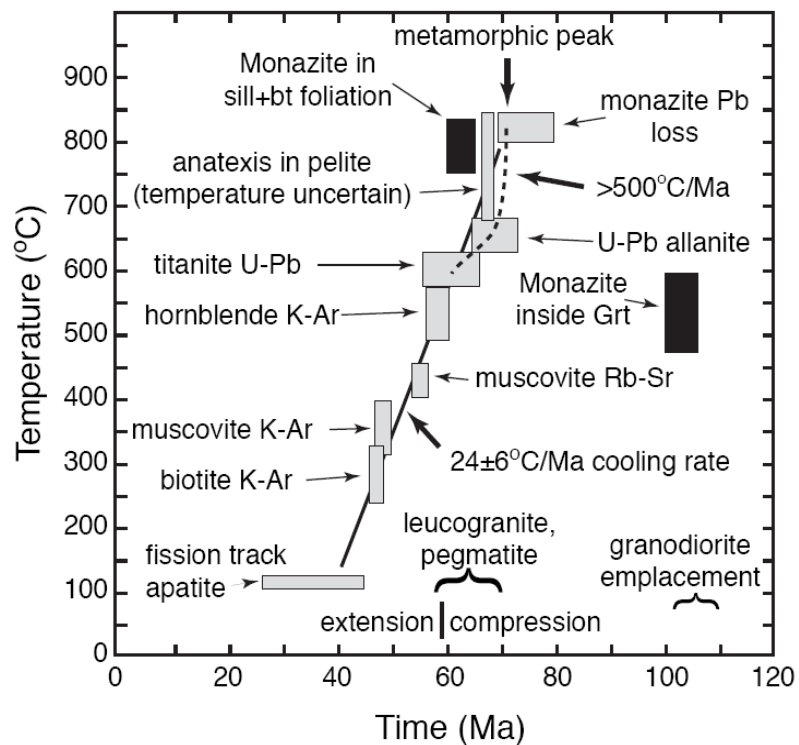 metamorphic peak
Monazite in
sill+bt foliation
monazite Pb
loss
anatexis in pelite
(temperature uncertain)
>500°C/Ma
titanite U-Pb
U-Pb allanite
hornblende K-Ar
Monazite
inside Grt
muscovite Rb-Sr
muscovite K-Ar
24±6°C/Ma cooling rate
biotite K-Ar
leucogranite,
pegmatite
fission track
apatite
granodiorite
emplacement
extension compression
Temperature (°C)
900
800
700
600
500
400
300
200
100
0
0 20 40 60 80 100 120
Time (Ma)